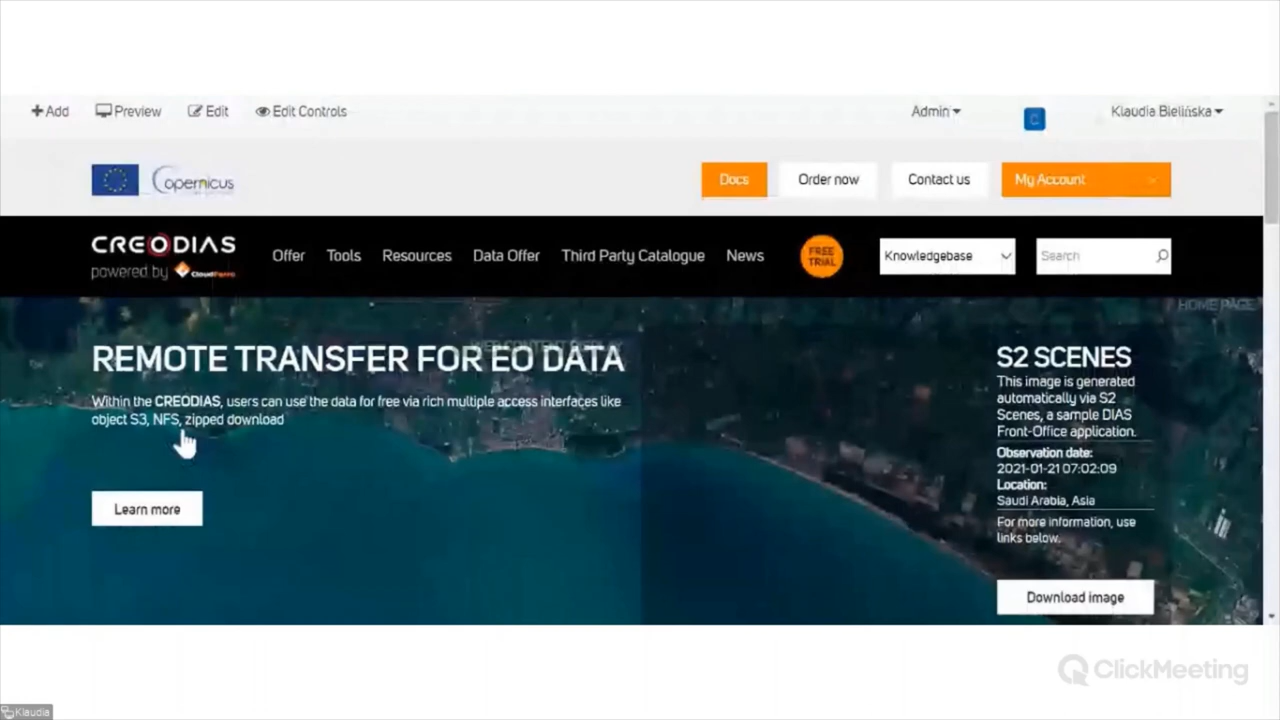 Add Preview Edit Edit Controls Admin Klaudia Bielińska
Copernicus Docs Order now Contact us My Account
CREODIAS
powered by CloudFerro
Offer Tools Resources Data Offer Third Party Catalogue News
FREE
TRIAL
Knowledgebase Search
HOME PAGE
REMOTE TRANSFER FOR EO DATA
Within the CREODIAS, users can use the data for free via rich multiple access interfaces like
object S3, NFS, zipped download
Learn more
S2 SCENES
This image is generated
automatically via S2
Scenes, a sample DIAS
Front-Office application.
Observation date:
2021-01-21 07:02:09
Location:
Saudi Arabia, Asia
For more information, use
links below.
Download image
ClickMeeting
Klaudia